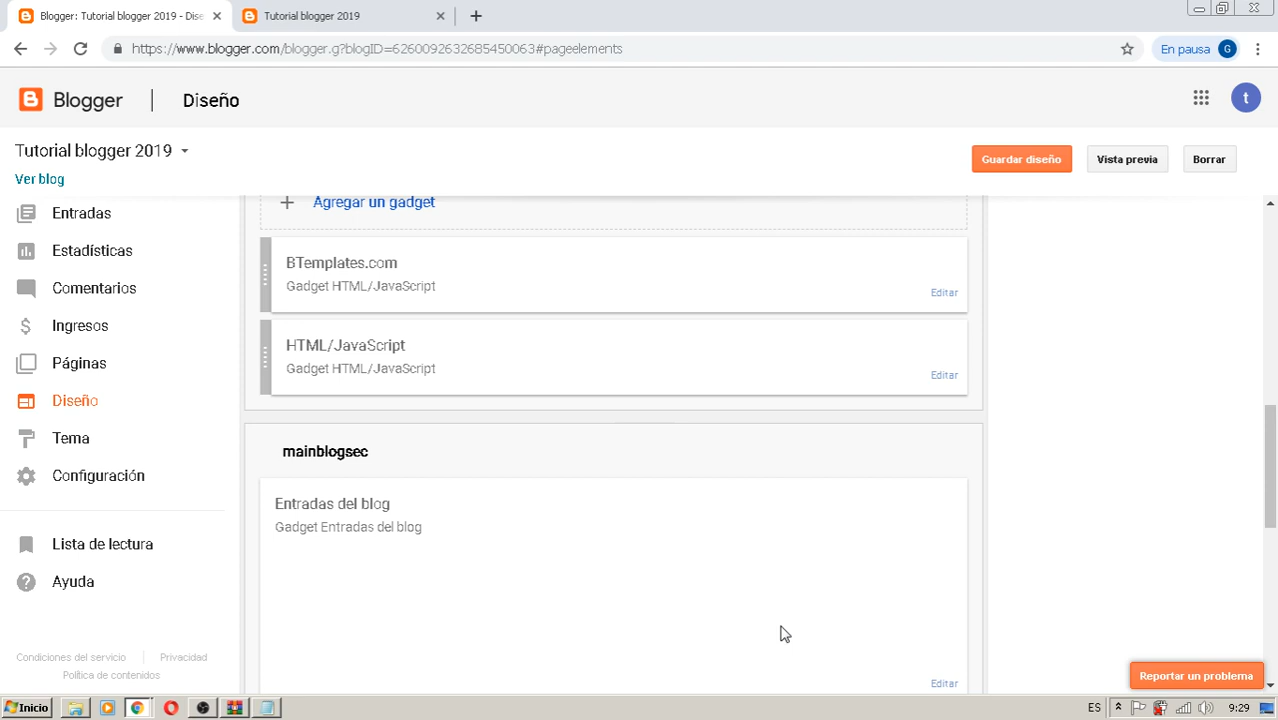 Blogger: Tutorial blogger 2019 - Dise
Tutorial blogger 2019
https://www.blogger.com/blogger.g?blogID=6260092632685450063#pageelements
En pausa
G
Blogger
Diseño
t
Tutorial blogger 2019
Guardar diseño
Vista previa
Borrar
Ver blog
Entradas
Estadísticas
Comentarios
Ingresos
Páginas
Diseño
Tema
Configuración
Lista de lectura
Ayuda
Condiciones del servicio
Privacidad
Política de contenidos
Agregar un gadget
BTemplates.com
Gadget HTML/JavaScript
Editar
HTML/JavaScript
Gadget HTML/JavaScript
Editar
mainblogsec
Entradas del blog
Gadget Entradas del blog
Editar
Reportar un problema
Inicio
ES
9:29